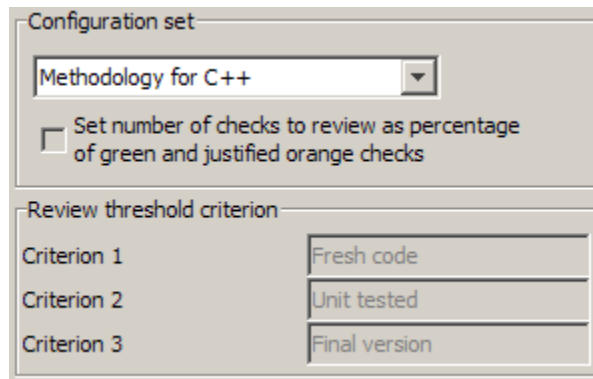 Configuration set
Methodology for C++
Set number of checks to review as percentage
of green and justified orange checks
Review threshold criterion
Criterion 1 Fresh code
Criterion 2 Unit tested
Criterion 3 Final version